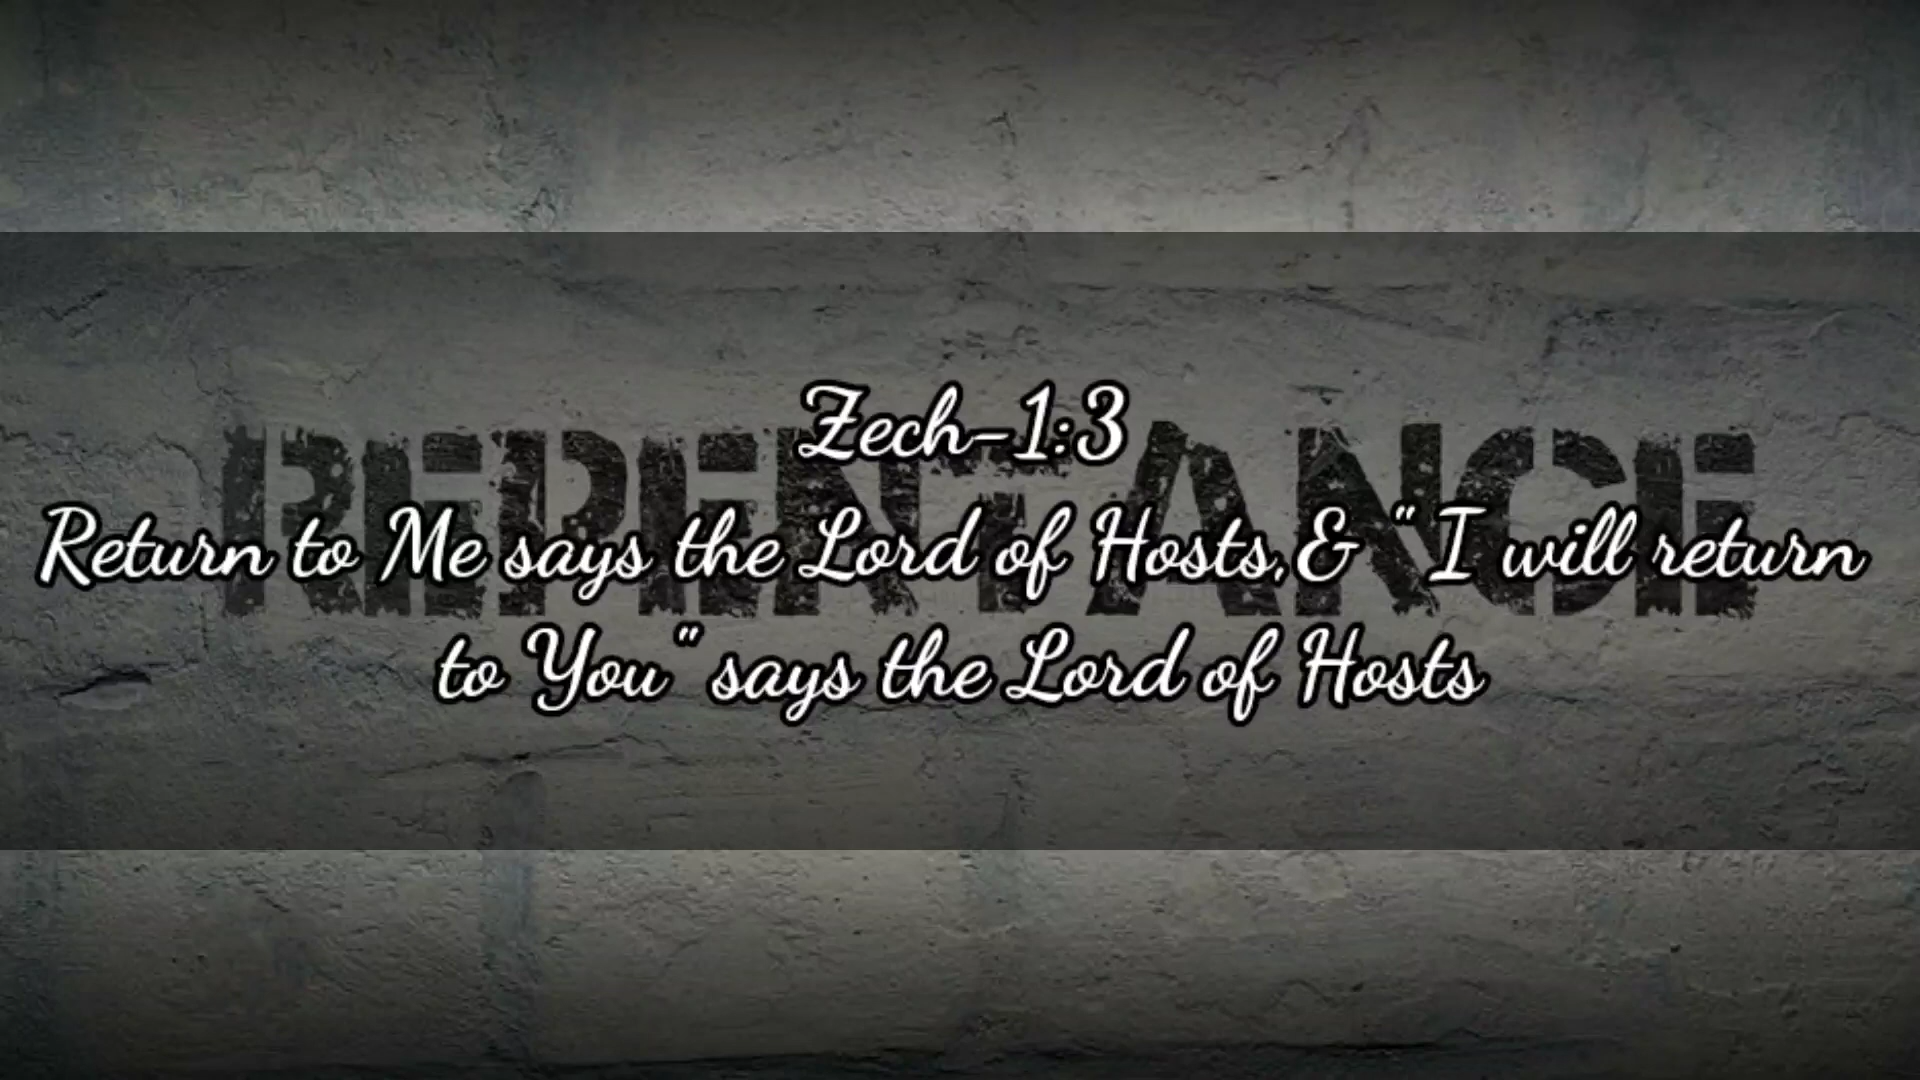 REPENTANCE
Zech-1:3
Return to Me says the Lord of Hosts,& "I will return
to You" says the Lord of Hosts